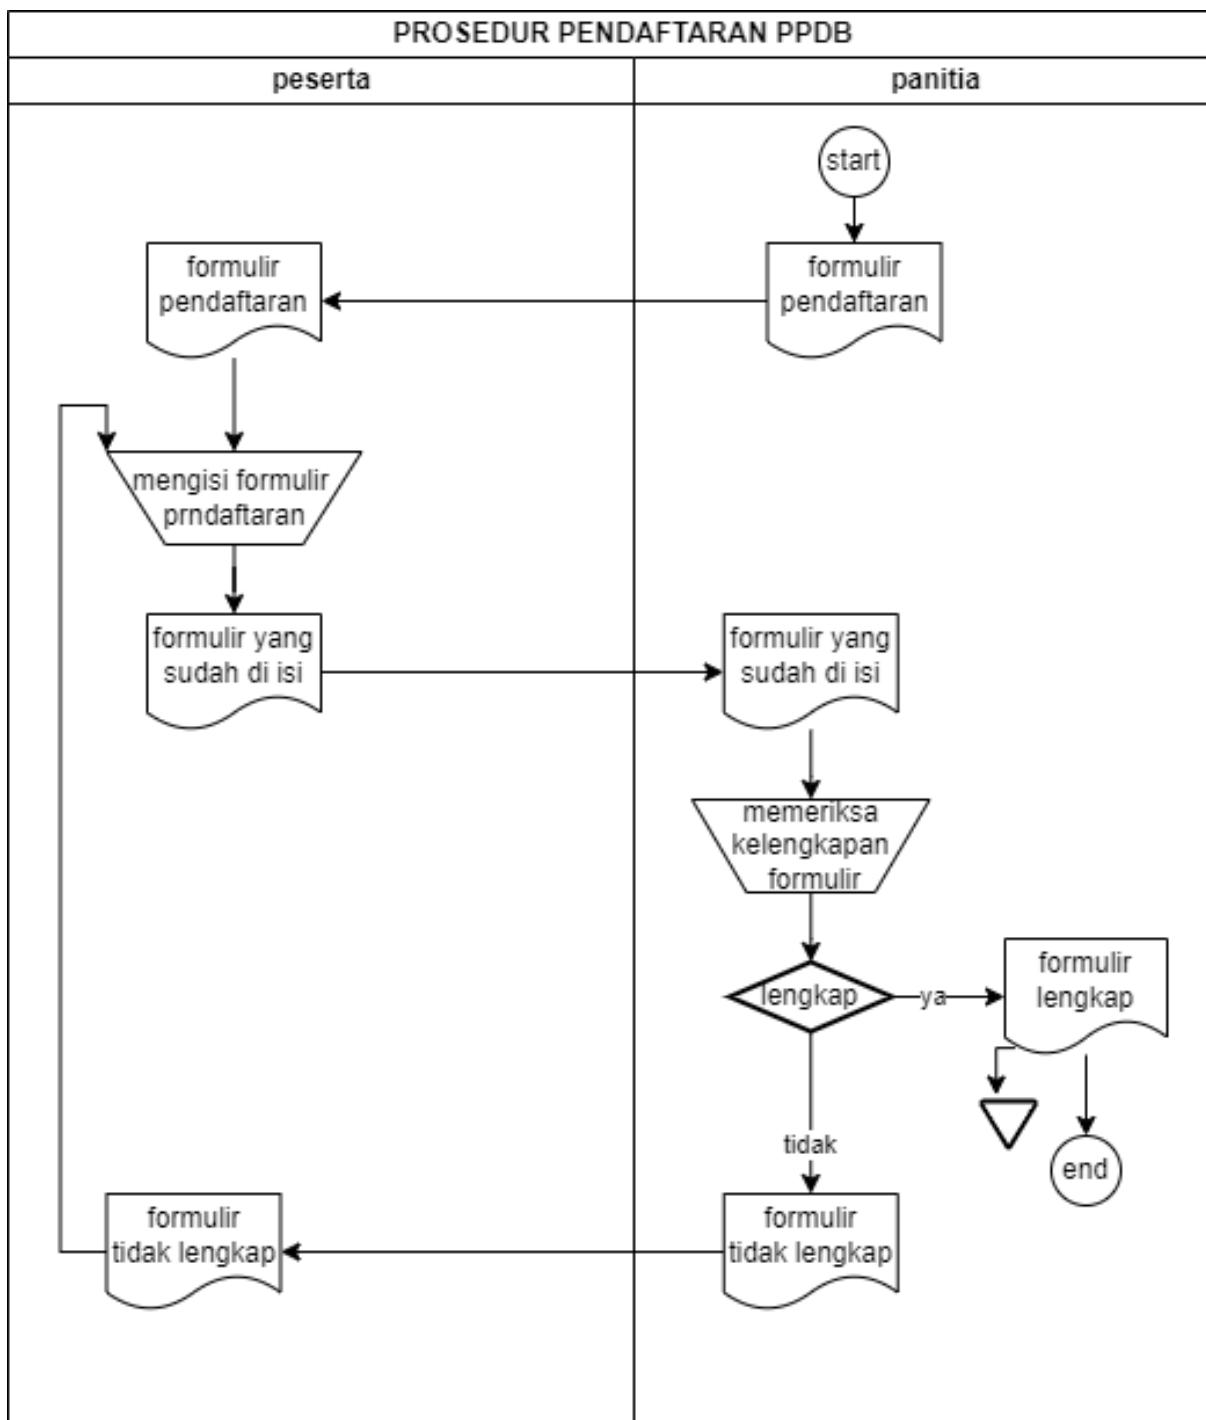 PROSEDUR PENDAFTARAN PPDB
peserta
panitia
start
formulir
pendaftaran
formulir
pendaftaran
mengisi formulir
prndaftaran
formulir yang
sudah di isi
formulir yang
sudah di isi
memeriksa
kelengkapan
formulir
lengkap
ya
formulir
lengkap
tidak
end
formulir
tidak lengkap
formulir
tidak lengkap